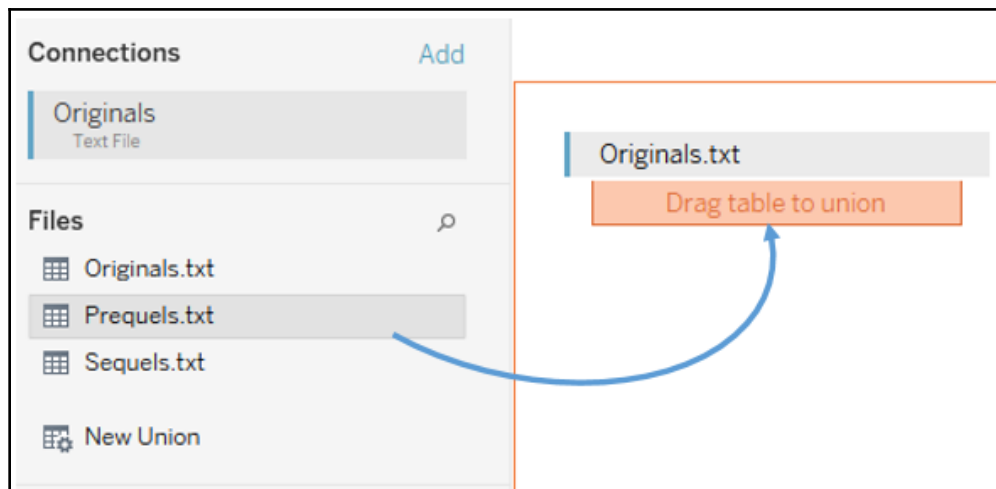 Connections Add
Originals
Text File
Originals.txt
Drag table to union
Files
Originals.txt
Prequels.txt
Sequels.txt
New Union